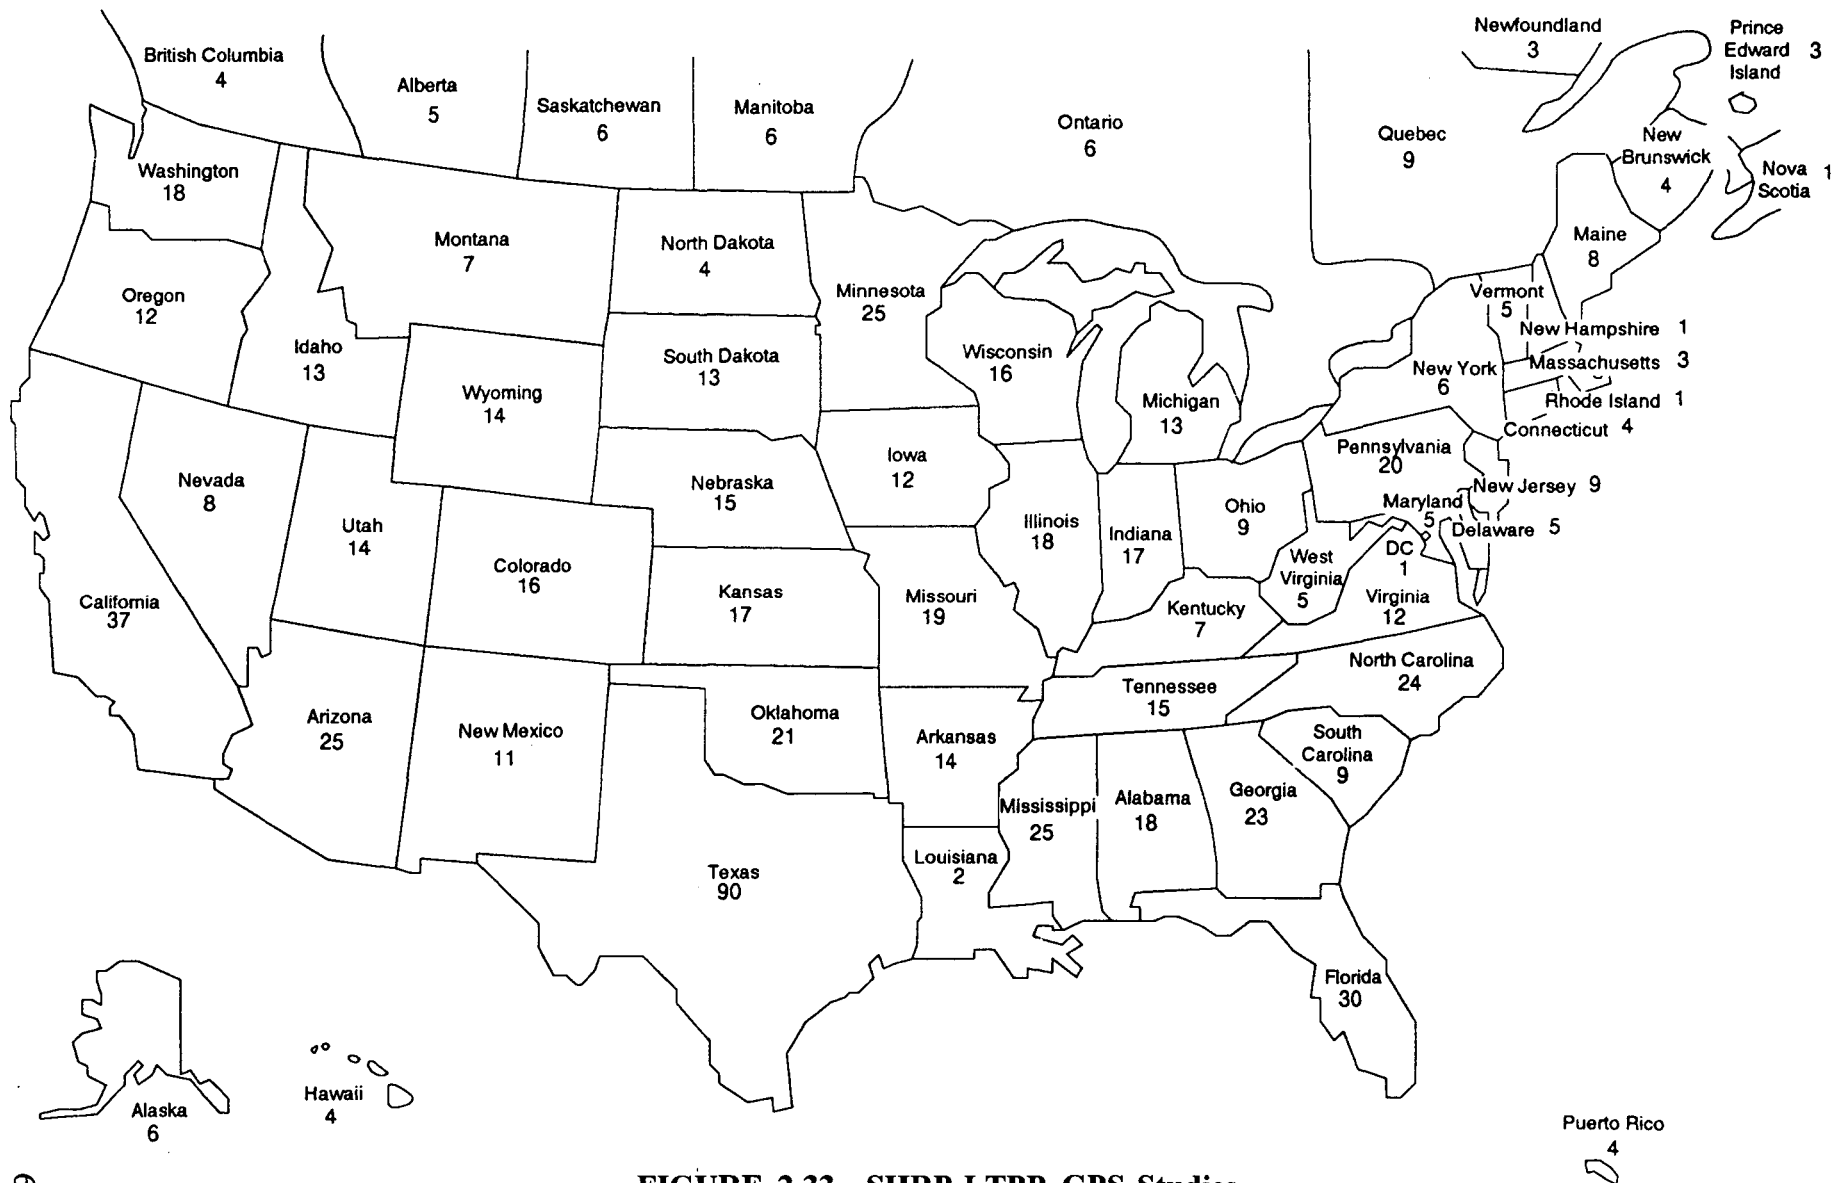 British Columbia
4
Alberta
5
Saskatchewan
6
Manitoba
6
Ontario
6
Quebec
9
Newfoundland
3
Prince
Edward 3
Island
New
Brunswick
4
Nova 1
Scotia
Washington
18
Oregon
12
Idaho
13
Montana
7
North Dakota
4
South Dakota
13
Minnesota
25
Wisconsin
16
Michigan
13
Wyoming
14
Nebraska
15
Iowa
12
Maine
8
Vermont
5
New Hampshire 1
Massachusetts 3
New York
6
Rhode Island 1
Connecticut 4
Pennsylvania
20
New Jersey 9
Maryland
5
Delaware 5
DC
1
California
37
Nevada
8
Utah
14
Colorado
16
Kansas
17
Missouri
19
Illinois
18
Indiana
17
Ohio
9
West
Virginia
5
Virginia
12
Kentucky
7
Tennessee
15
North Carolina
24
South
Carolina
9
Arizona
25
New Mexico
11
Oklahoma
21
Arkansas
14
Texas
90
Louisiana
2
Mississippi
25
Alabama
18
Georgia
23
Florida
30
Alaska
6
Hawaii
4
Puerto Rico
4
FIGURE 2.33 SHRP-LTPP GPS Studies